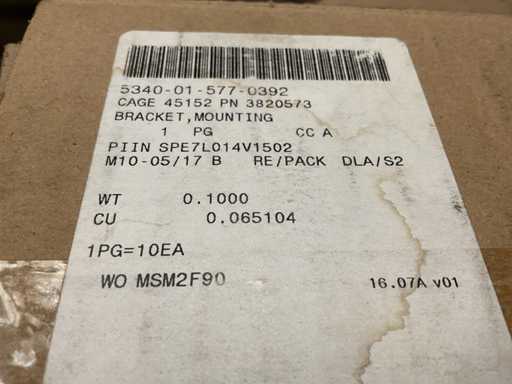 5340-01-577-0392
CAGE 45152 PN 3820573
BRACKET,MOUNTING
1 PG CC A
PIIN SPE7L014V1502
M10-05/17 B RE/PACK DLA/S2
WT 0.1000
CU 0.065104
1PG=10EA
WO MSM2F90 16.07A v01